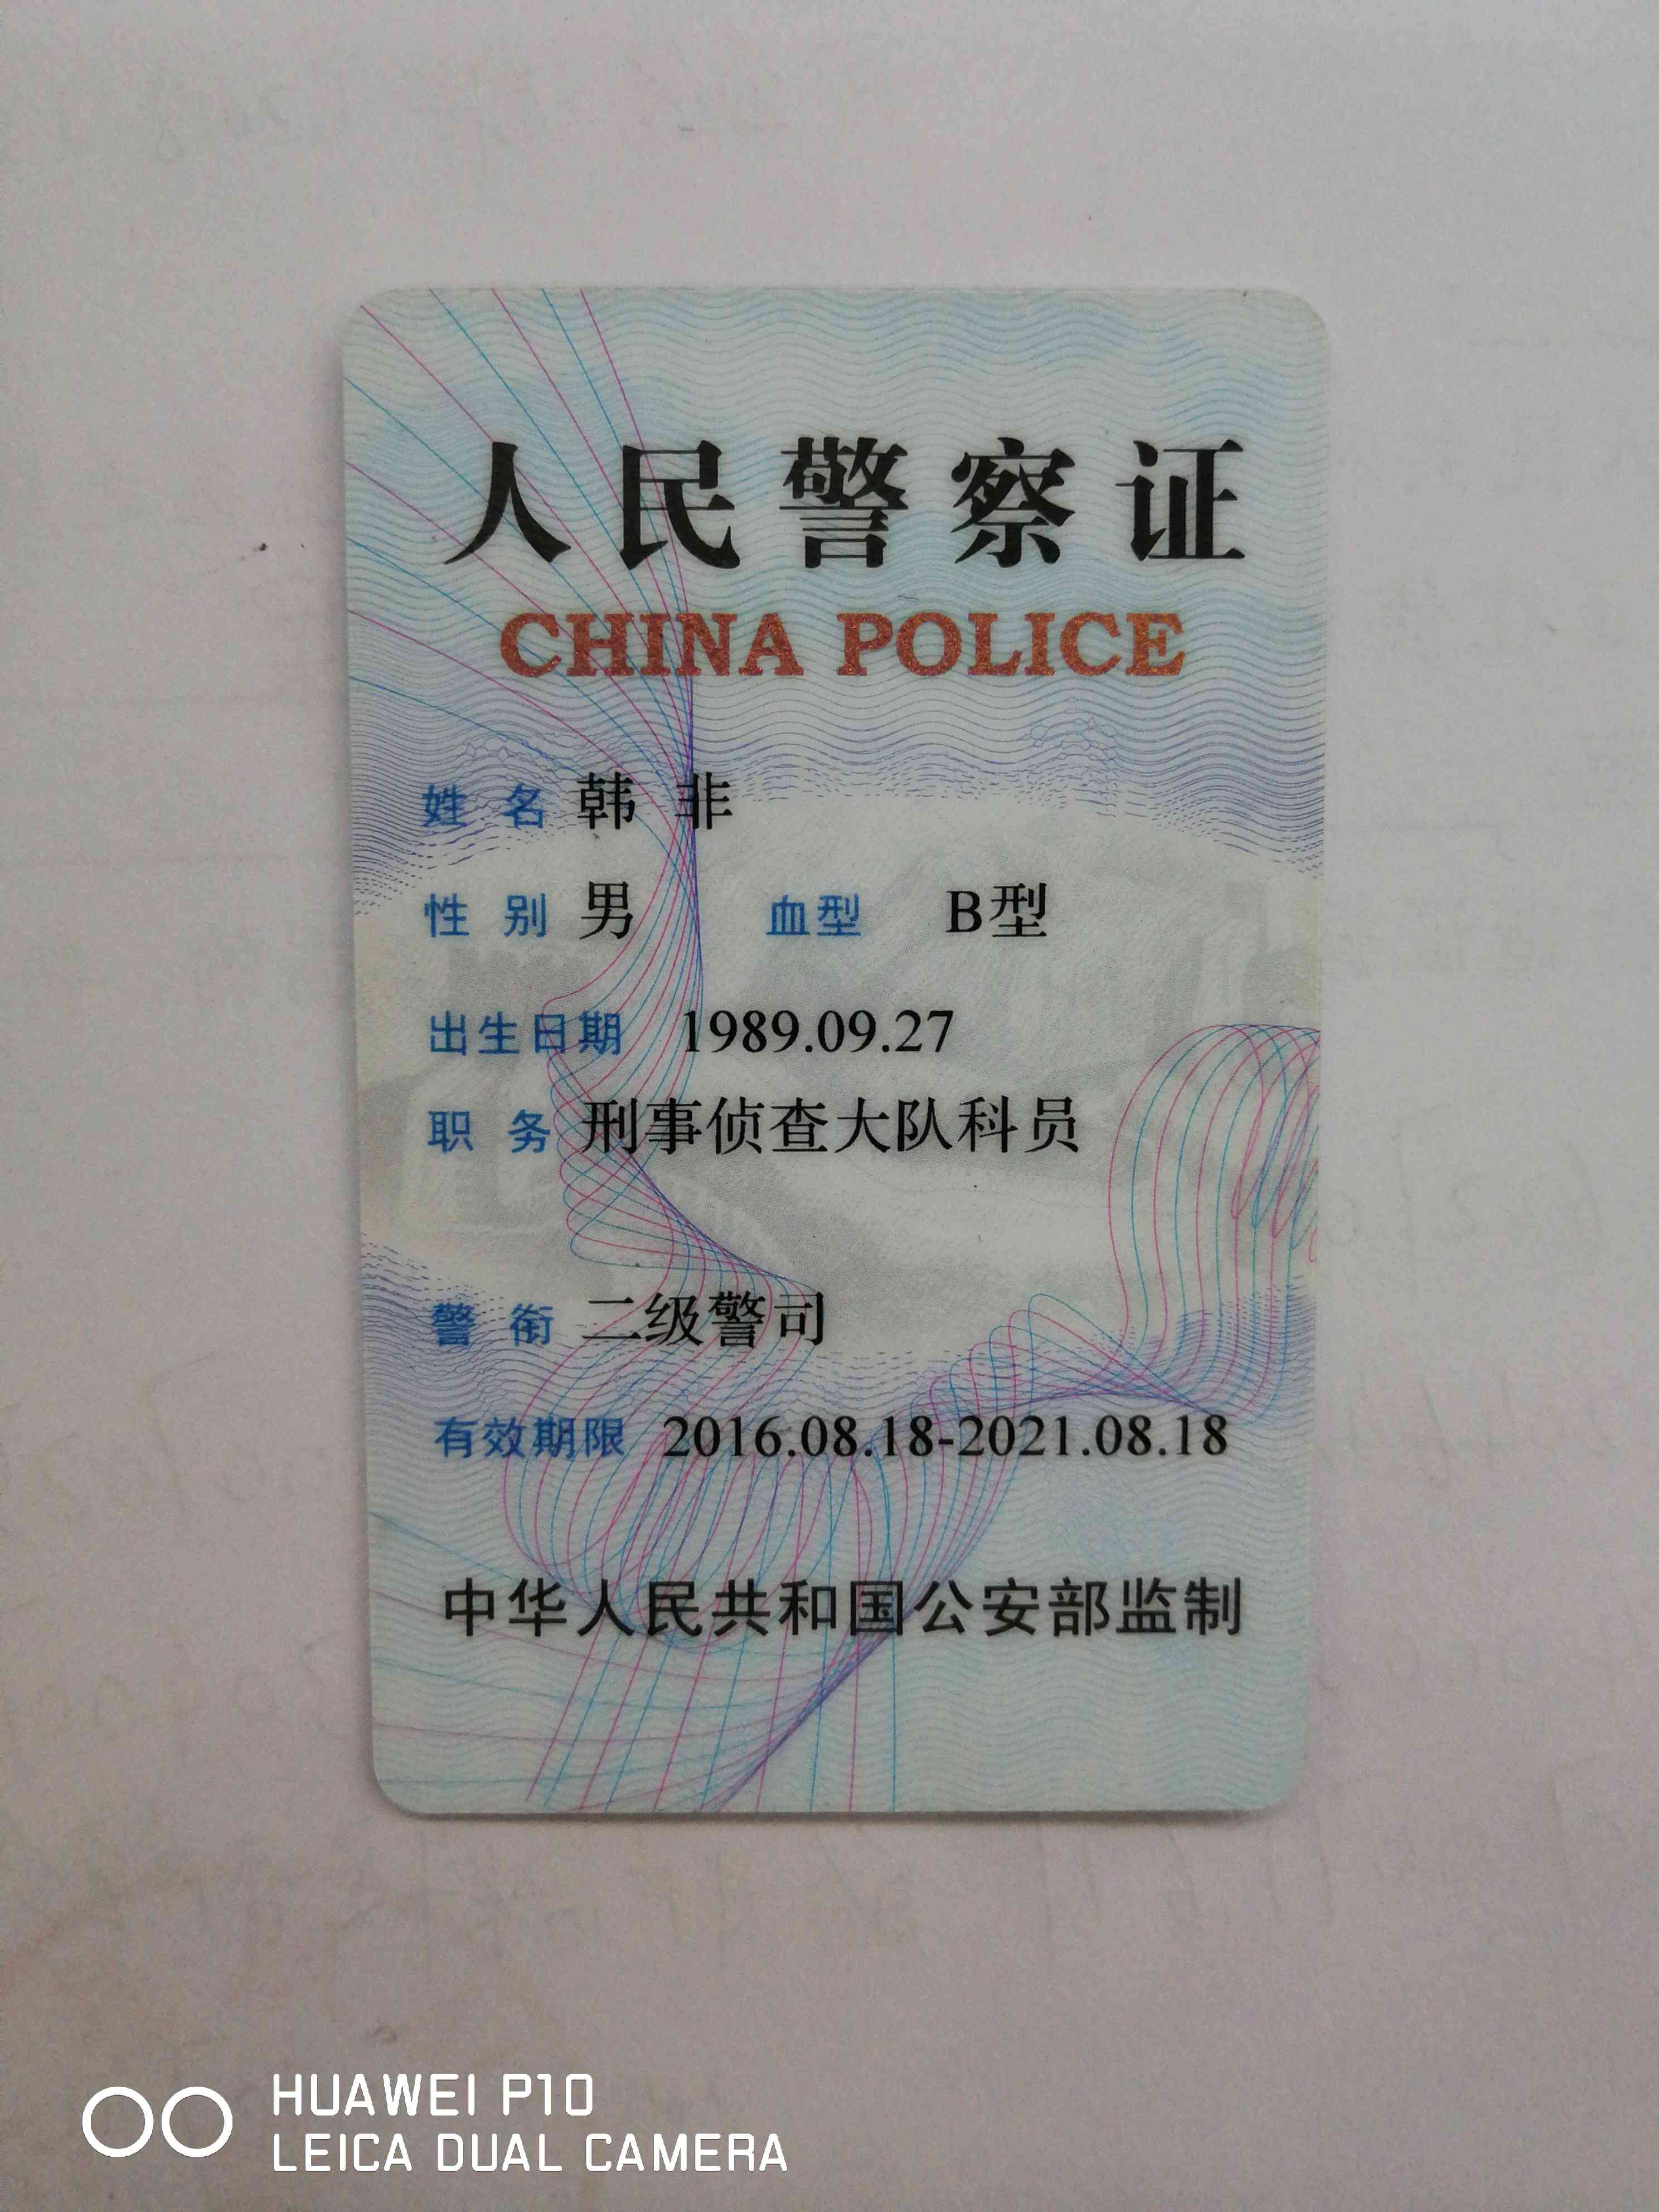 人民警察证
CHINA POLICE
姓名 韩非
性别 男 血型 B型
出生日期 1989.09.27
职务 刑事侦查大队科员
警衔 二级警司
有效期限 2016.08.18-2021.08.18
中华人民共和国公安部监制
HUAWEI P10
LEICA DUAL CAMERA